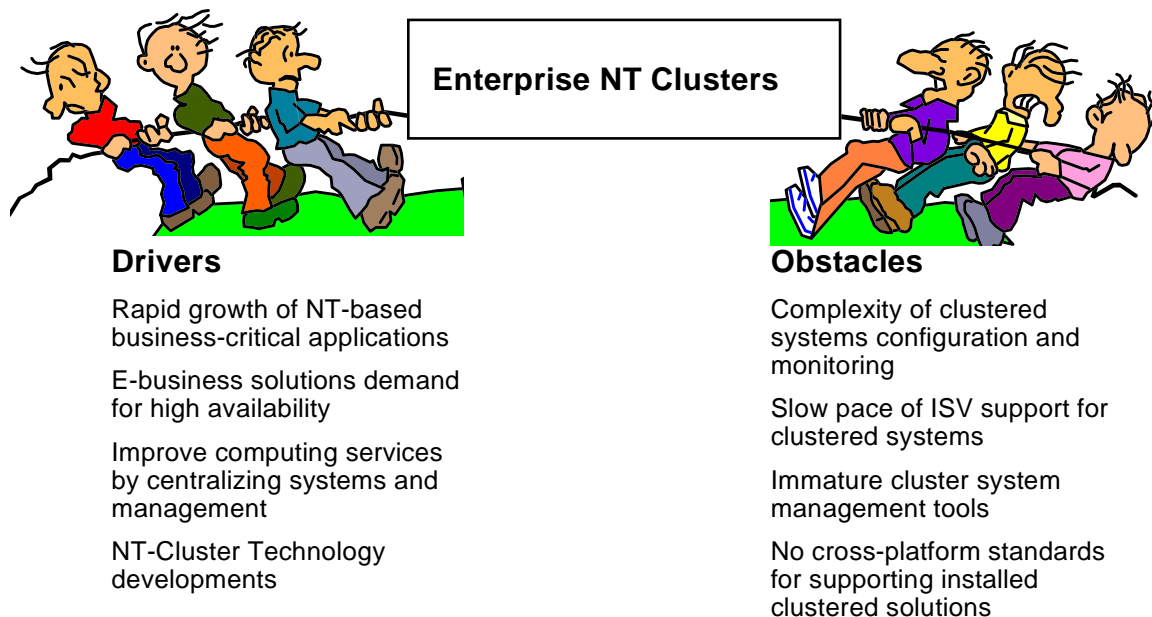 Enterprise NT Clusters
Drivers
Rapid growth of NT-based
business-critical applications
E-business solutions demand
for high availability
Improve computing services
by centralizing systems and
management
NT-Cluster Technology
developments
Obstacles
Complexity of clustered
systems configuration and
monitoring
Slow pace of ISV support for
clustered systems
Immature cluster system
management tools
No cross-platform standards
for supporting installed
clustered solutions